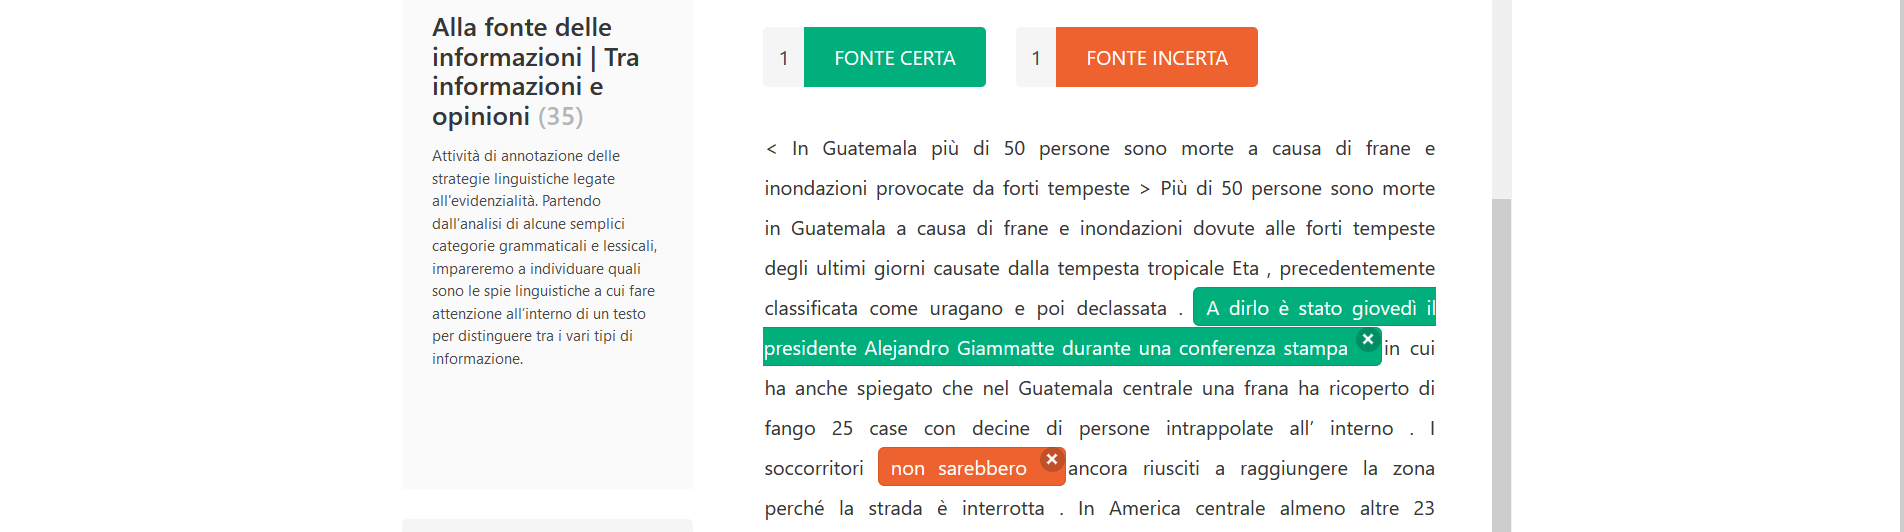 Alla fonte delle
informazioni | Tra
informazioni e
opinioni (35)
Attività di annotazione delle
strategie linguistiche legate
all'evidenzialità. Partendo
dall'analisi di alcune semplici
categorie grammaticali e lessicali,
impareremo a individuare quali
sono le spie linguistiche a cui fare
attenzione all'interno di un testo
per distinguere tra i vari tipi di
informazione.
1 FONTE CERTA 1 FONTE INCERTA
< In Guatemala più di 50 persone sono morte a causa di frane e
inondazioni provocate da forti tempeste > Più di 50 persone sono morte
in Guatemala a causa di frane e inondazioni dovute alle forti tempeste
degli ultimi giorni causate dalla tempesta tropicale Eta , precedentemente
classificata come uragano e poi declassata . A dirlo è stato giovedì il
presidente Alejandro Giammatte durante una conferenza stampa in cui
ha anche spiegato che nel Guatemala centrale una frana ha ricoperto di
fango 25 case con decine di persone intrappolate all' interno . I
soccorritori non sarebbero ancora riusciti a raggiungere la zona
perché la strada è interrotta . In America centrale almeno altre 23